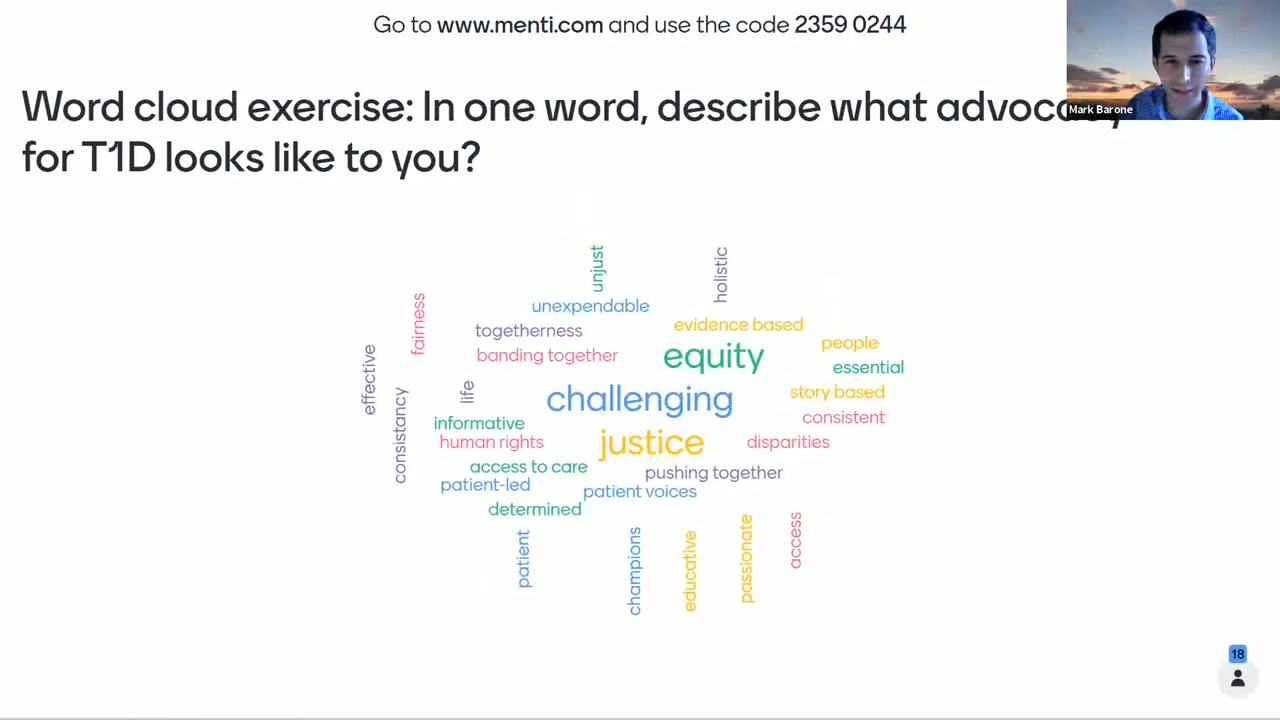 Go to www.menti.com and use the code 2359 0244
Mark Barone
Word cloud exercise: In one word, describe what advocacy
for T1D looks like to you?
unjust
holistic
unexpendable
fairness
evidence based
togetherness
people
banding together
equity
essential
effective
life
story based
challenging
consistancy
consistent
informative
human rights
justice
disparities
access to care
pushing together
patient-led
patient voices
determined
patient
champions
educative
passionate
access
18